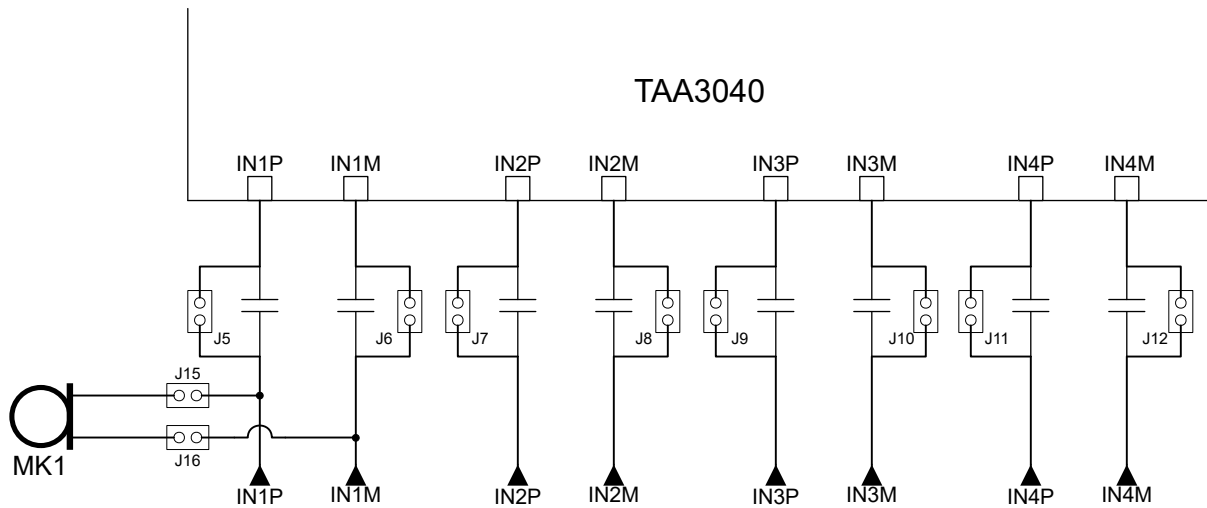 TAA3040
IN1P IN1M IN2P IN2M IN3P IN3M IN4P IN4M
J5 J6 J7 J8 J9 J10 J11 J12
J15
J16
MK1
IN1P IN1M IN2P IN2M IN3P IN3M IN4P IN4M